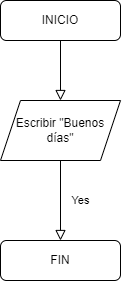 INICIO
Escribir "Buenos
días"
Yes
FIN